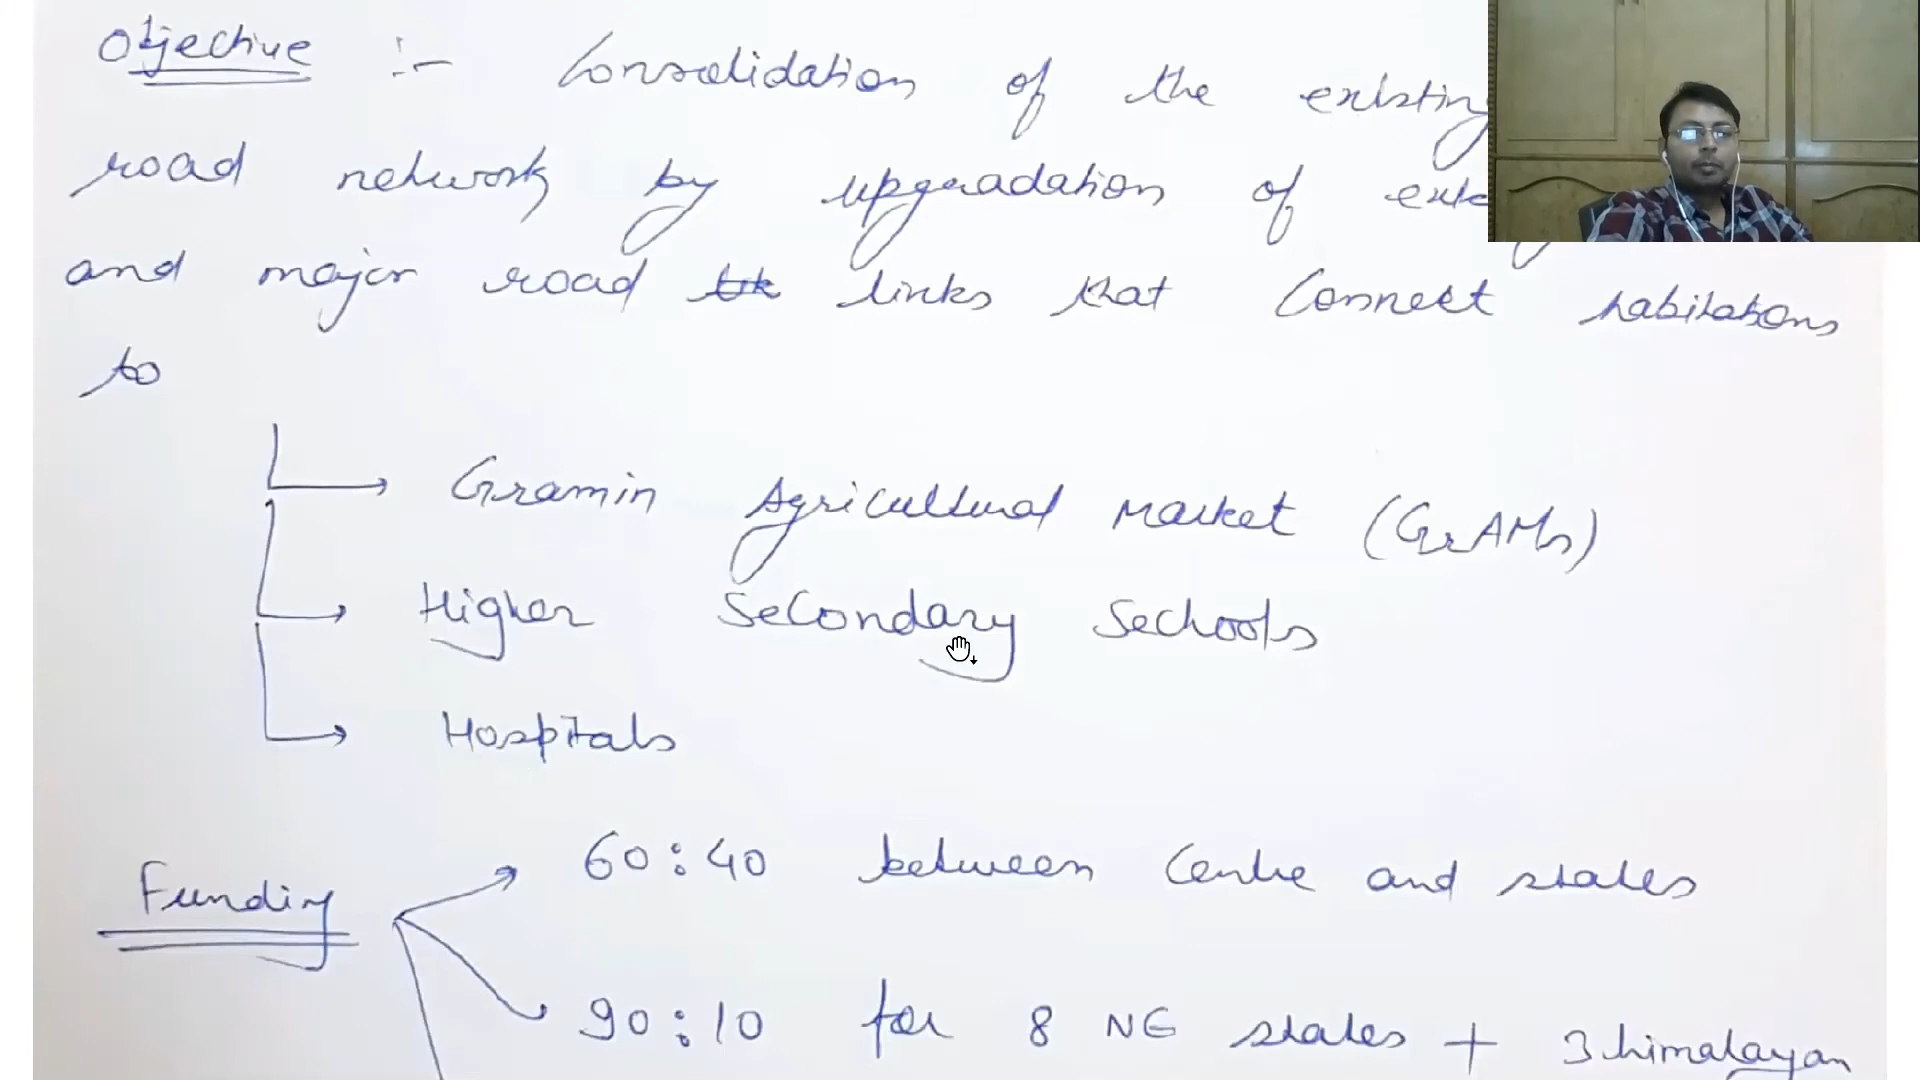 Objective :- Consolidation of the existing
road network by upgradation of
and major road links that connect habitations
to
Gramin Agricultural Market (GrAMs)
Higher Secondary Schools
Hospitals
Funding
60:40 between Centre and states
90:10 for 8 NE states + 3 himalayan